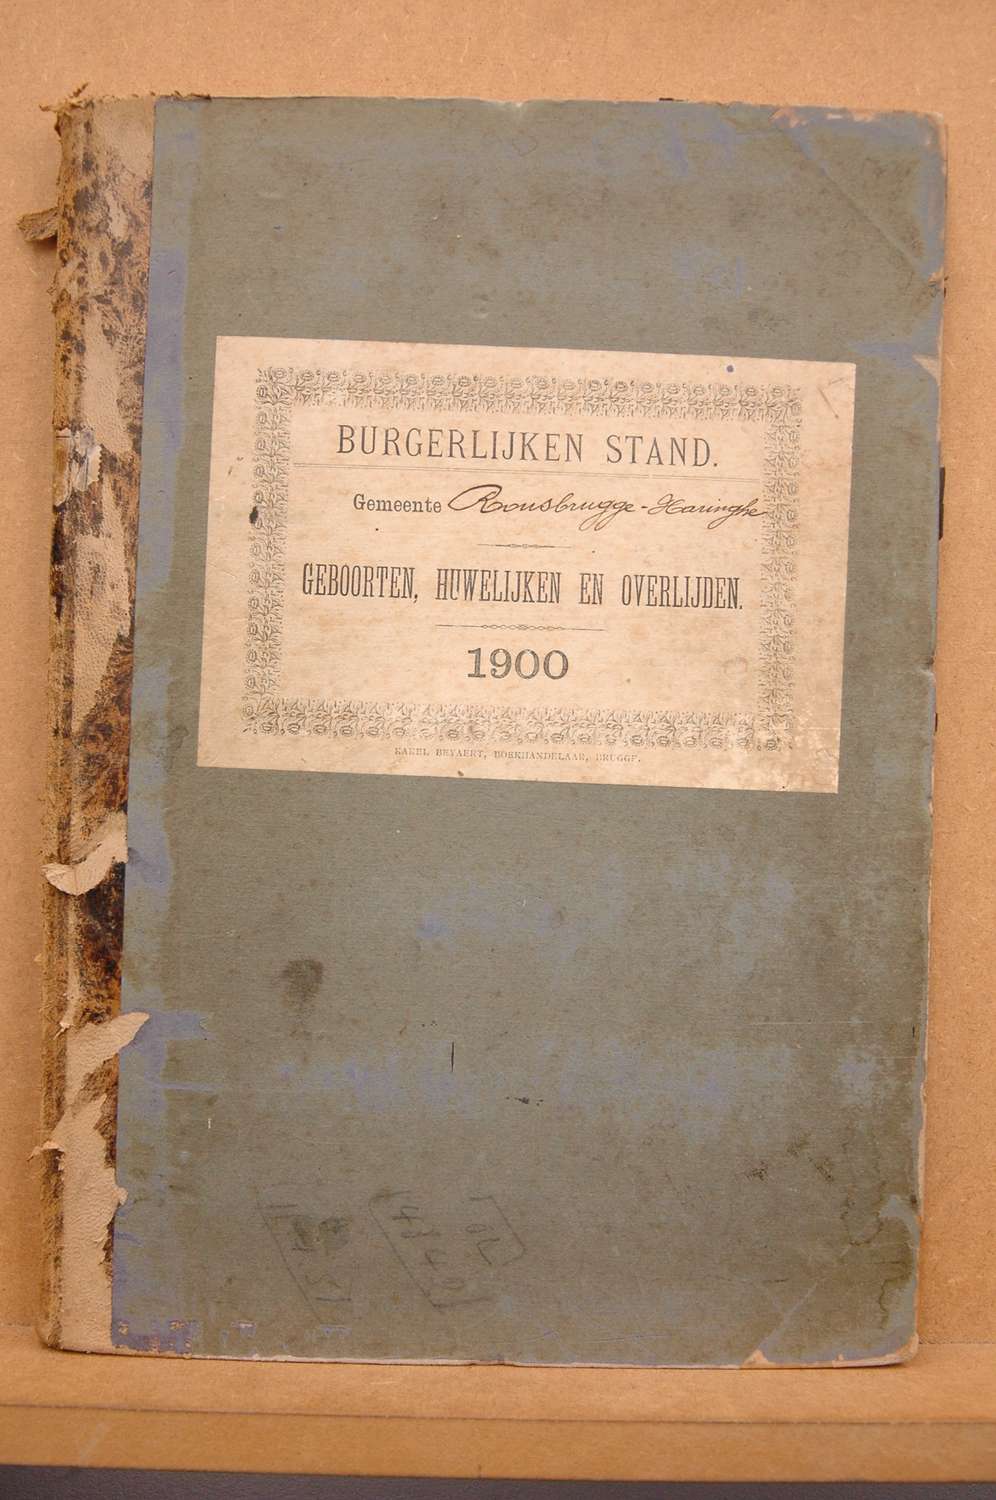 BURGERLIJKEN STAND.
Gemeente Rousbrugge-Haringhe
GEBOORTEN, HUWELIJKEN EN OVERLIJDEN.
1900
KAREL BEYAERT, BOEKHANDELAAR, BRUGGE.